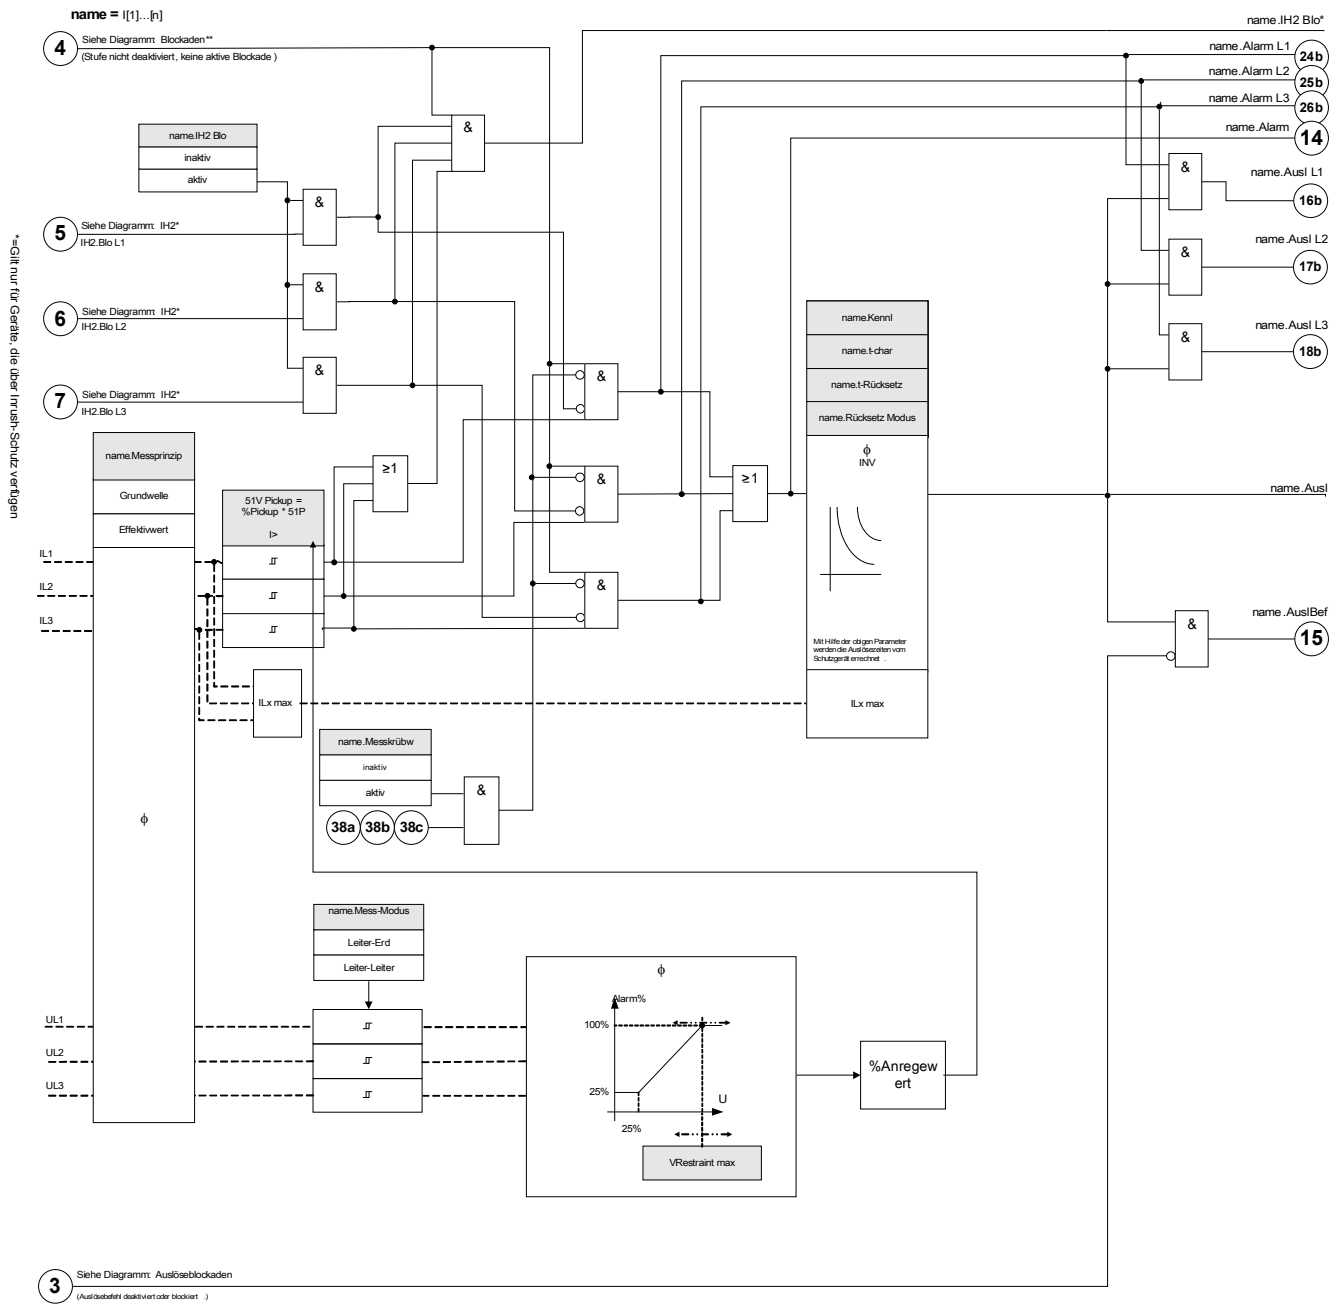 name = I[1]...[n]
4
Siehe Diagramm: Blockaden**
(Stufe nicht deaktiviert, keine aktive Blockade )
name.IH2 Blo*
name.Alarm L1
24b
name.Alarm L2
25b
name.Alarm L3
26b
name.Alarm
14
name.IH2 Blo
inaktiv
aktiv
&
&
&
name.Ausl L1
16b
5
Siehe Diagramm: IH2*
IH2.Blo L1
&
name.Ausl L2
17b
6
Siehe Diagramm: IH2*
IH2.Blo L2
&
&
name.Ausl L3
18b
7
Siehe Diagramm: IH2*
IH2.Blo L3
&
&
*=Gilt nur für Geräte, die über Inrush-Schutz verfügen
name.Kennl
name.t-char
name.t-Rücksetz
name.Rücksetz Modus
ϕ
INV
Mit Hilfe der obigen Parameter
werden die Auslösezeiten vom
Schutzgerät errechnet .
ILx max
name.Messprinzip
Grundwelle
Effektivwert
ϕ
51V Pickup =
%Pickup * 51P
I>
≥1
&
&
&
≥1
name.Ausl
IL1
IL2
IL3
ILx max
name.AuslBef
&
15
name.Messkrübw
inaktiv
aktiv
&
38a
38b
38c
name.Mess-Modus
Leiter-Erd
Leiter-Leiter
UL1
UL2
UL3
ϕ
Alarm%
100%
25%
U
25%
VRestraint max
%Anregew
ert
3
Siehe Diagramm: Auslöseblockaden
(Auslösebefehl deaktiviert oder blockiert .)